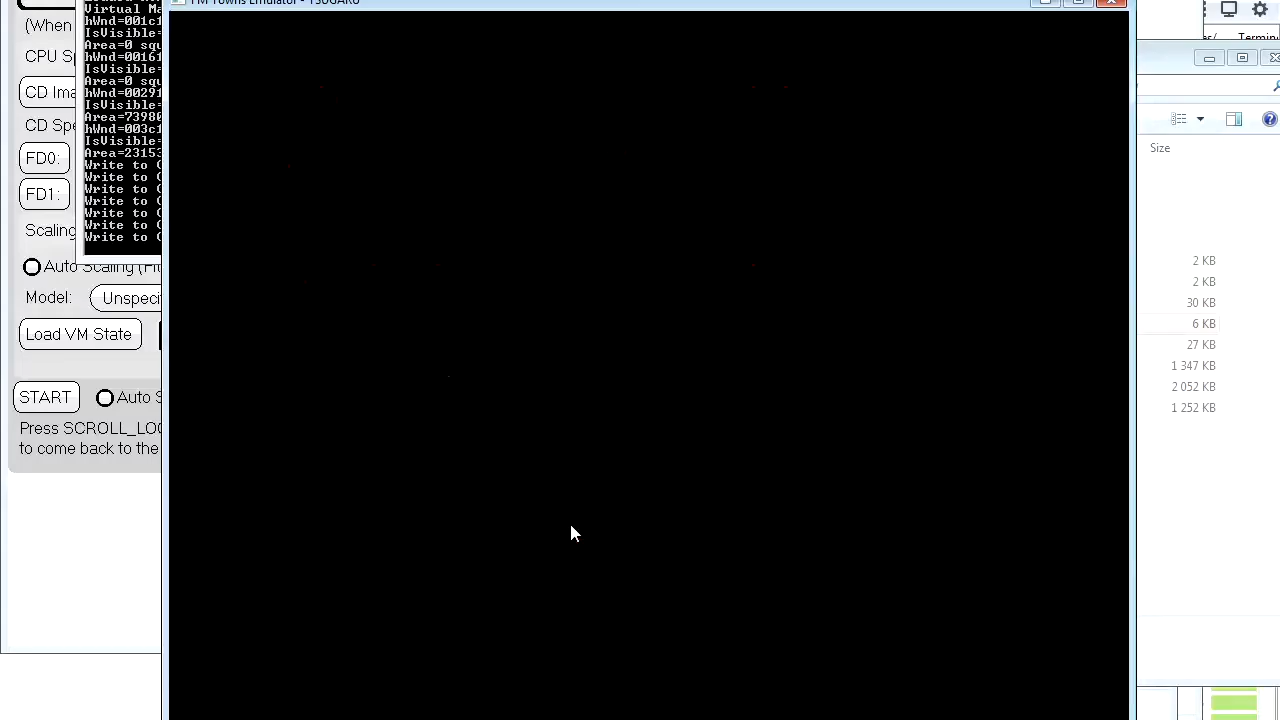 FM Towns Emulator - TSUGARU
Virtual Ma
hWnd=001c1
IsVisible=
Area=0 squ
hWnd=00161
IsVisible=
Area=0 squ
hWnd=00291
IsVisible=
Area=73980
hWnd=003c1
IsVisible=
Area=23153
Write to C
Write to C
Write to C
Write to C
Write to C
Write to C
Write to C
(When
CPU Sp
CD Ima
CD Spe
FD0:
FD1:
Scaling
Auto Scaling (Fit
Model: Unspeci
Load VM State
START Auto S
Press SCROLL_LOC
to come back to the
Termin
Size
2 KB
2 KB
30 KB
6 KB
27 KB
1 347 KB
2 052 KB
1 252 KB